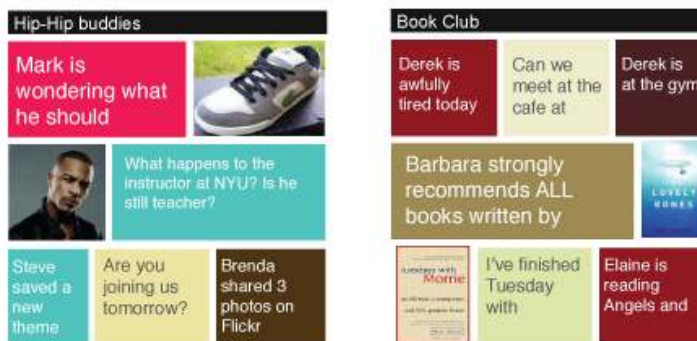 Hip-Hip buddies
Mark is
wondering what
he should
What happens to the
instructor at NYU? Is he
still teacher?
Steve
saved a
new
theme
Are you
joining us
tomorrow?
Brenda
shared 3
photos on
Flickr
Book Club
Derek is
awfully
tired today
Can we
meet at the
cafe at
Derek is
at the gym
Barbara strongly
recommends ALL
books written by
LOVELY
BONES
tuesdays with
Morrie
I've finished
Tuesday
with
Elaine is
reading
Angels and